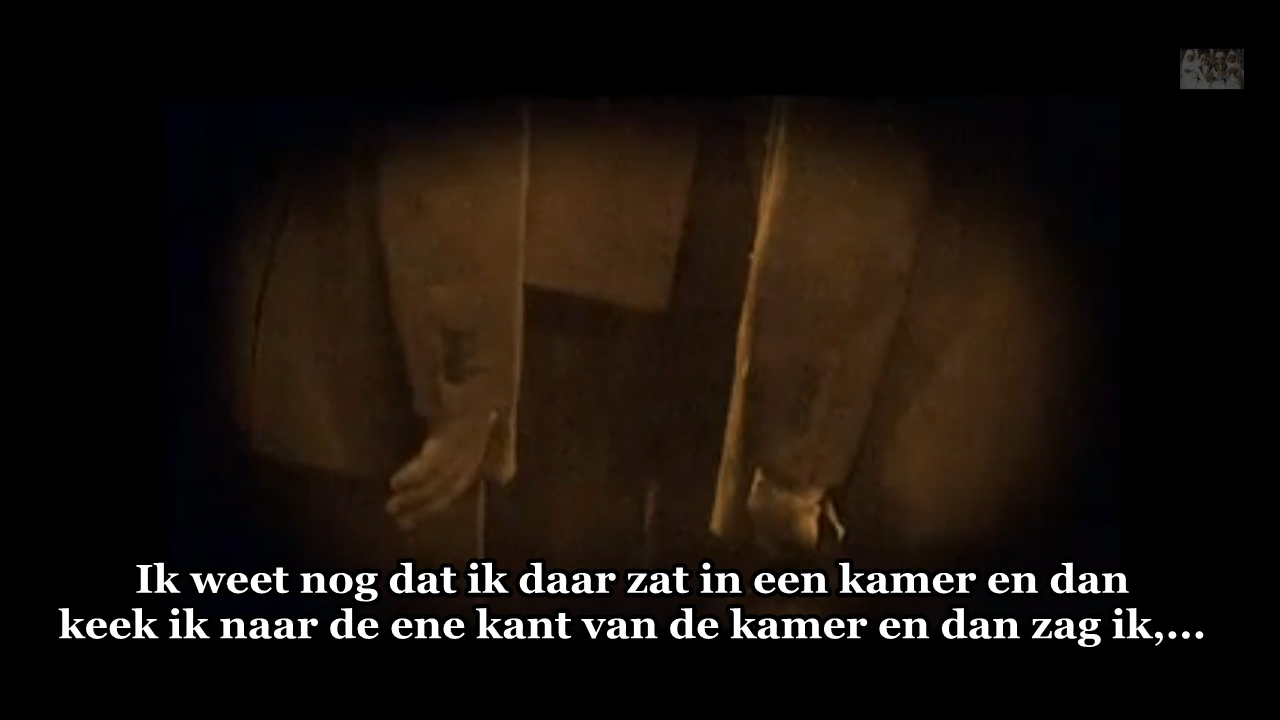 Ik weet nog dat ik daar zat in een kamer en dan
keek ik naar de ene kant van de kamer en dan zag ik,...